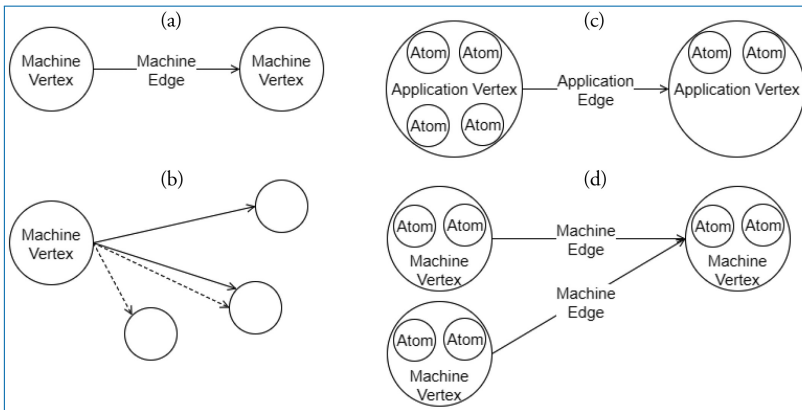 (a)
Machine
Vertex
Machine
Edge
Machine
Vertex
(b)
Machine
Vertex
(c)
Atom
Atom
Application Vertex
Atom
Atom
Application
Edge
Atom
Atom
Application Vertex
(d)
Atom
Atom
Machine
Vertex
Machine
Edge
Atom
Atom
Machine
Vertex
Machine
Edge
Atom
Atom
Machine
Vertex